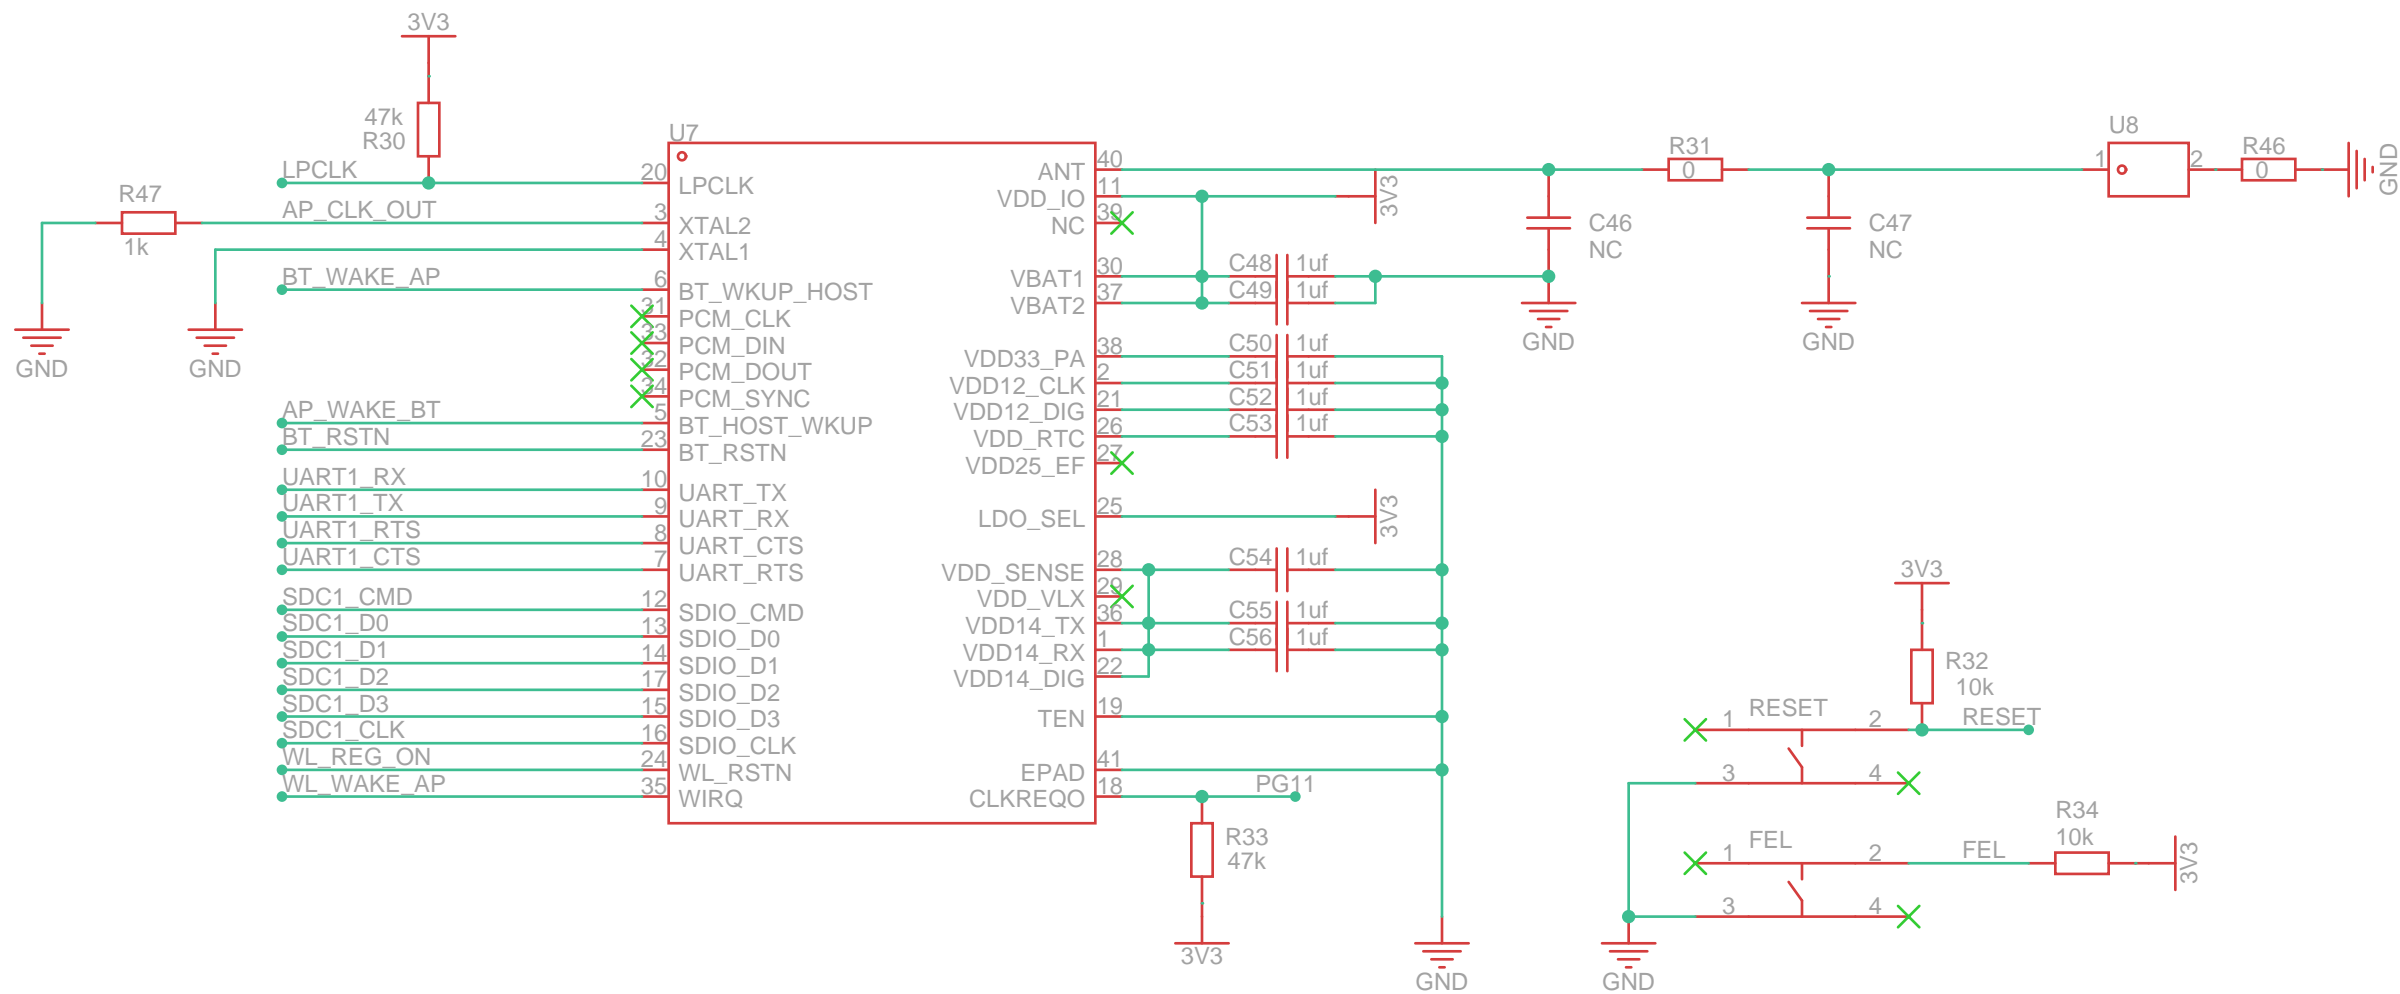 3V3
47k
R30
LPCLK
R47
1k
AP_CLK_OUT
GND
GND
BT_WAKE_AP
AP_WAKE_BT
BT_RSTN
UART1_RX
UART1_TX
UART1_RTS
UART1_CTS
SDC1_CMD
SDC1_D0
SDC1_D1
SDC1_D2
SDC1_D3
SDC1_CLK
WL_REG_ON
WL_WAKE_AP
U7
20 LPCLK
3 XTAL2
4 XTAL1
6 BT_WKUP_HOST
31 PCM_CLK
33 PCM_DIN
32 PCM_DOUT
34 PCM_SYNC
5 BT_HOST_WKUP
23 BT_RSTN
10 UART_TX
9 UART_RX
8 UART_CTS
7 UART_RTS
12 SDIO_CMD
13 SDIO_D0
14 SDIO_D1
17 SDIO_D2
15 SDIO_D3
16 SDIO_CLK
24 WL_RSTN
35 WIRQ
ANT 40
VDD_IO 11
NC 39
VBAT1 30
VBAT2 37
VDD33_PA 38
VDD12_CLK 2
VDD12_DIG 21
VDD_RTC 26
VDD25_EF 27
LDO_SEL 25
VDD_SENSE 28
VDD_VLX 29
VDD14_TX 36
VDD14_RX 1
VDD14_DIG 22
TEN 19
EPAD 41
CLKREQO 18
3V3
C48 1uf
C49 1uf
C50 1uf
C51 1uf
C52 1uf
C53 1uf
3V3
C54 1uf
C55 1uf
C56 1uf
PG11
R33
47k
3V3
GND
C46
NC
GND
R31
0
C47
NC
GND
U8
1 2
R46
0
GND
3V3
R32
10k
1 RESET 2 RESET
3 4
1 FEL 2 FEL
3 4
R34
10k
3V3
GND